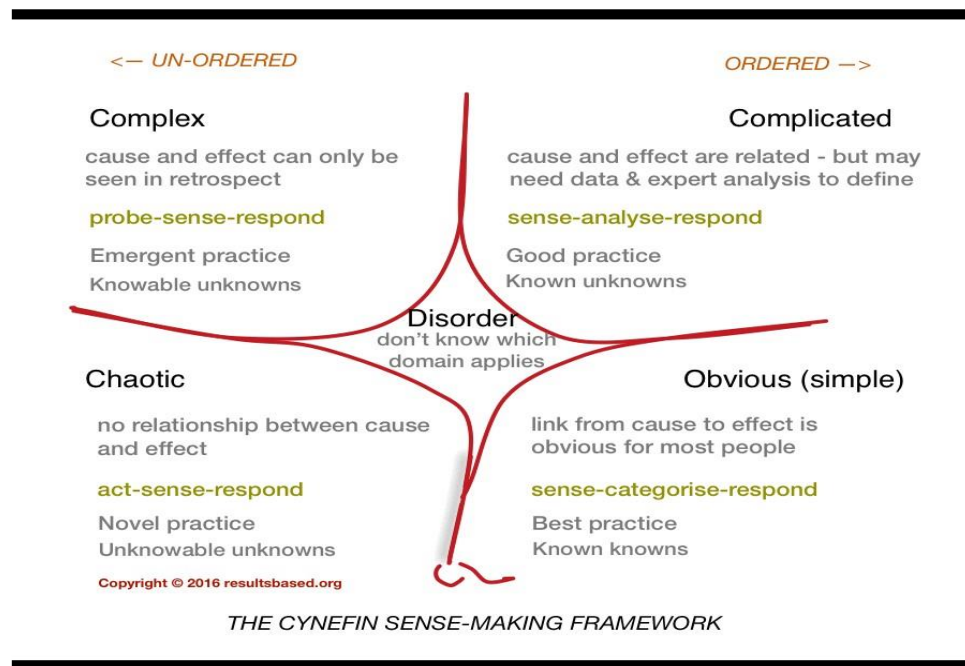 <— UN-ORDERED
ORDERED —>
Complex
cause and effect can only be
seen in retrospect
probe-sense-respond
Emergent practice
Knowable unknowns
Complicated
cause and effect are related - but may
need data & expert analysis to define
sense-analyse-respond
Good practice
Known unknowns
Disorder
don't know which
domain applies
Chaotic
no relationship between cause
and effect
act-sense-respond
Novel practice
Unknowable unknowns
Obvious (simple)
link from cause to effect is
obvious for most people
sense-categorise-respond
Best practice
Known knowns
Copyright © 2016 resultsbased.org
THE CYNEFIN SENSE-MAKING FRAMEWORK